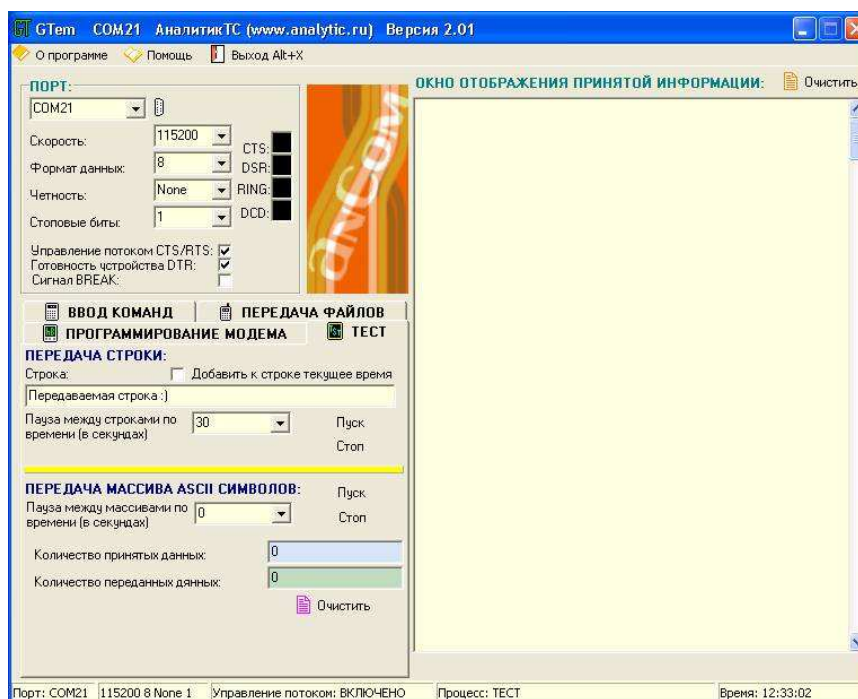 GTem COM21 АналитикТС (www.analytic.ru) Версия 2.01
О программе Помощь Выход Alt+X
ПОРТ:
COM21
Скорость: 115200
Формат данных: 8
Четность: None
Стоповые биты: 1
CTS:
DSR:
RING:
DCD:
Управление потоком CTS/RTS:
Готовность устройства DTR:
Сигнал BREAK:
anCom
ОКНО ОТОБРАЖЕНИЯ ПРИНЯТОЙ ИНФОРМАЦИИ: Очистить
ВВОД КОМАНД ПЕРЕДАЧА ФАЙЛОВ
ПРОГРАММИРОВАНИЕ МОДЕМА ТЕСТ
ПЕРЕДАЧА СТРОКИ:
Строка: Добавить к строке текущее время
Передаваемая строка :)
Пауза между строками по
времени (в секундах)
30
Пуск
Стоп
ПЕРЕДАЧА МАССИВА ASCII СИМВОЛОВ:
Пауза между массивами по
времени (в секундах)
0
Пуск
Стоп
Количество принятых данных: 0
Количество переданных дянных: 0
Очистить
Порт: COM21 115200 8 None 1 Управление потоком: ВКЛЮЧЕНО Процесс: ТЕСТ Время: 12:33:02